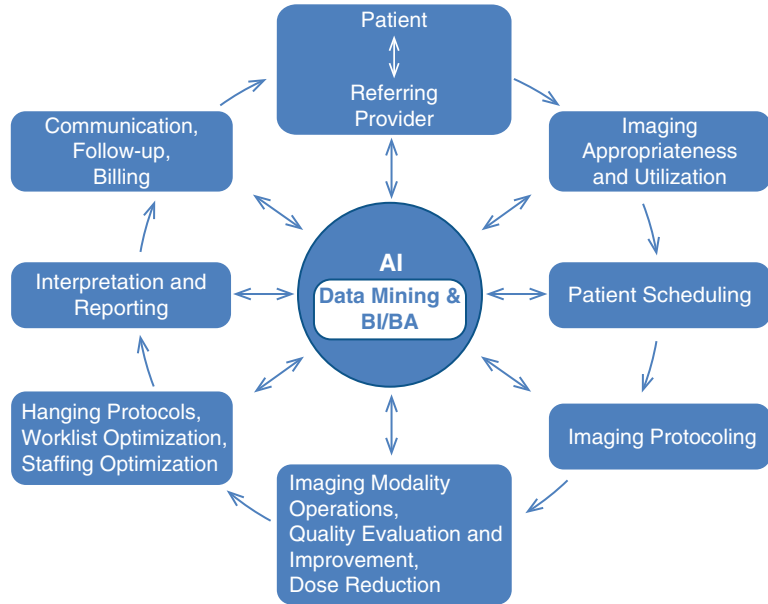 Patient
Referring
Provider
Communication,
Follow-up,
Billing
Imaging
Appropriateness
and Utilization
AI
Data Mining &
BI/BA
Interpretation and
Reporting
Patient Scheduling
Hanging Protocols,
Worklist Optimization,
Staffing Optimization
Imaging Protocoling
Imaging Modality
Operations,
Quality Evaluation and
Improvement,
Dose Reduction